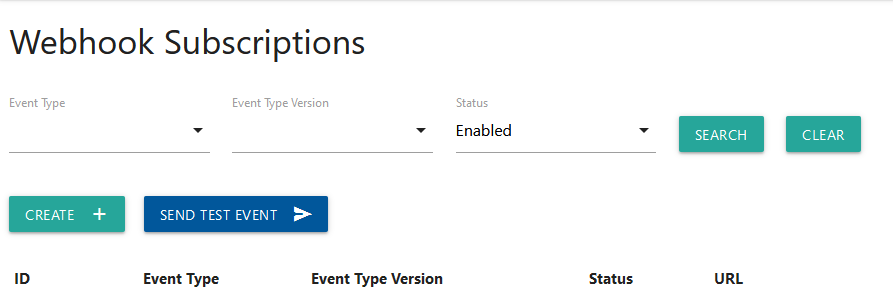 Webhook Subscriptions
Event Type Event Type Version Status
Enabled SEARCH CLEAR
CREATE SEND TEST EVENT
ID Event Type Event Type Version Status URL